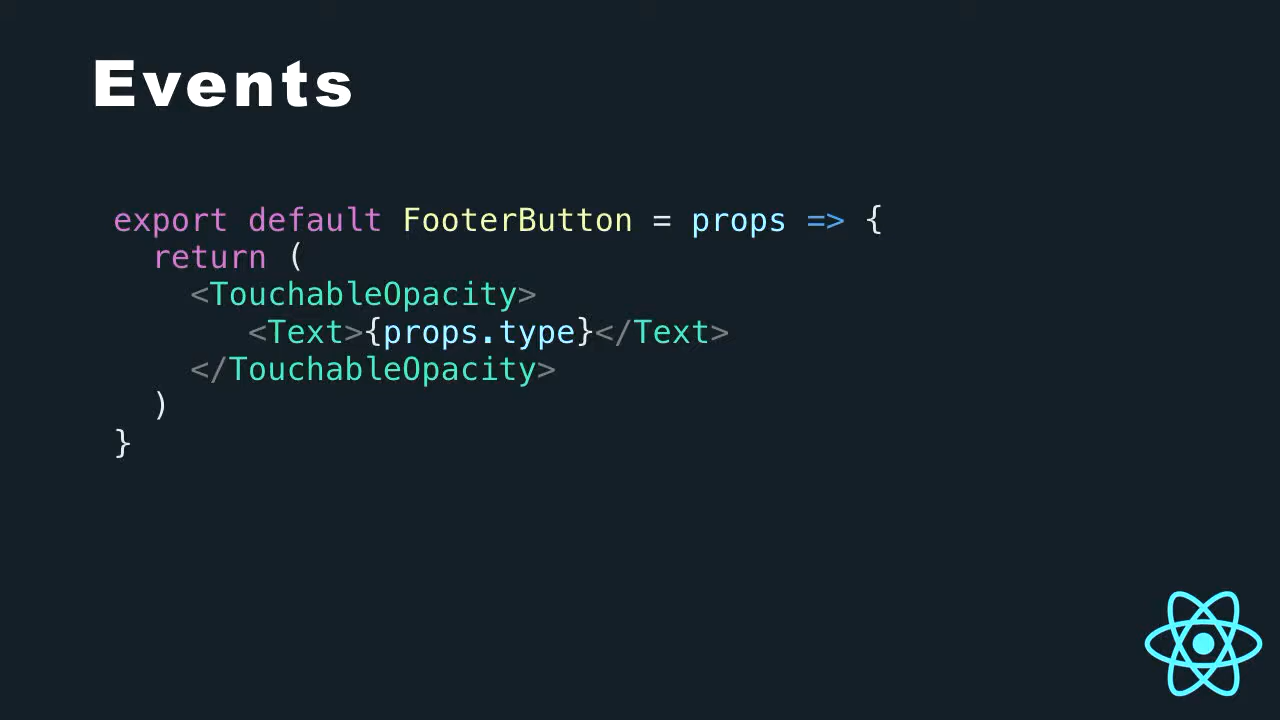 Events
export default FooterButton = props => {
  return (
    <TouchableOpacity>
       <Text>{props.type}</Text>
    </TouchableOpacity>
  )
}